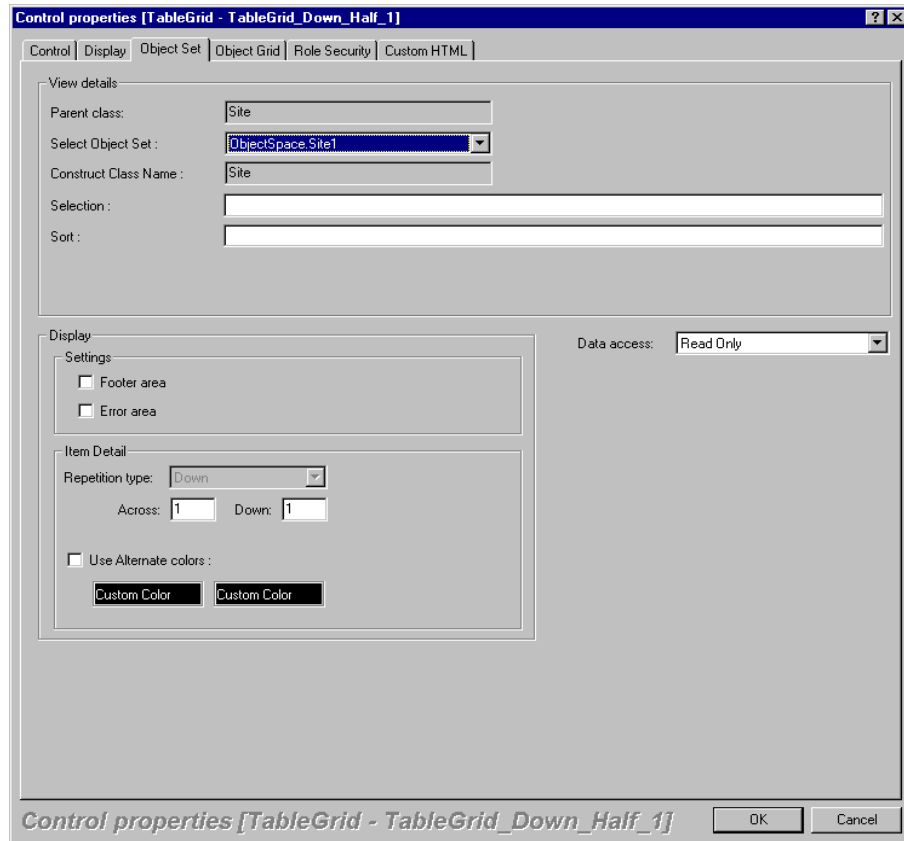 Control properties [TableGrid - TableGrid_Down_Half_1]
Control Display Object Set Object Grid Role Security Custom HTML
View details
Parent class: Site
Select Object Set : ObjectSpace.Site1
Construct Class Name : Site
Selection :
Sort :
Display
Data access: Read Only
Settings
Footer area
Error area
Item Detail
Repetition type: Down
Across: 1 Down: 1
Use Alternate colors :
Custom Color Custom Color
Control properties [TableGrid - TableGrid_Down_Half_1] OK Cancel